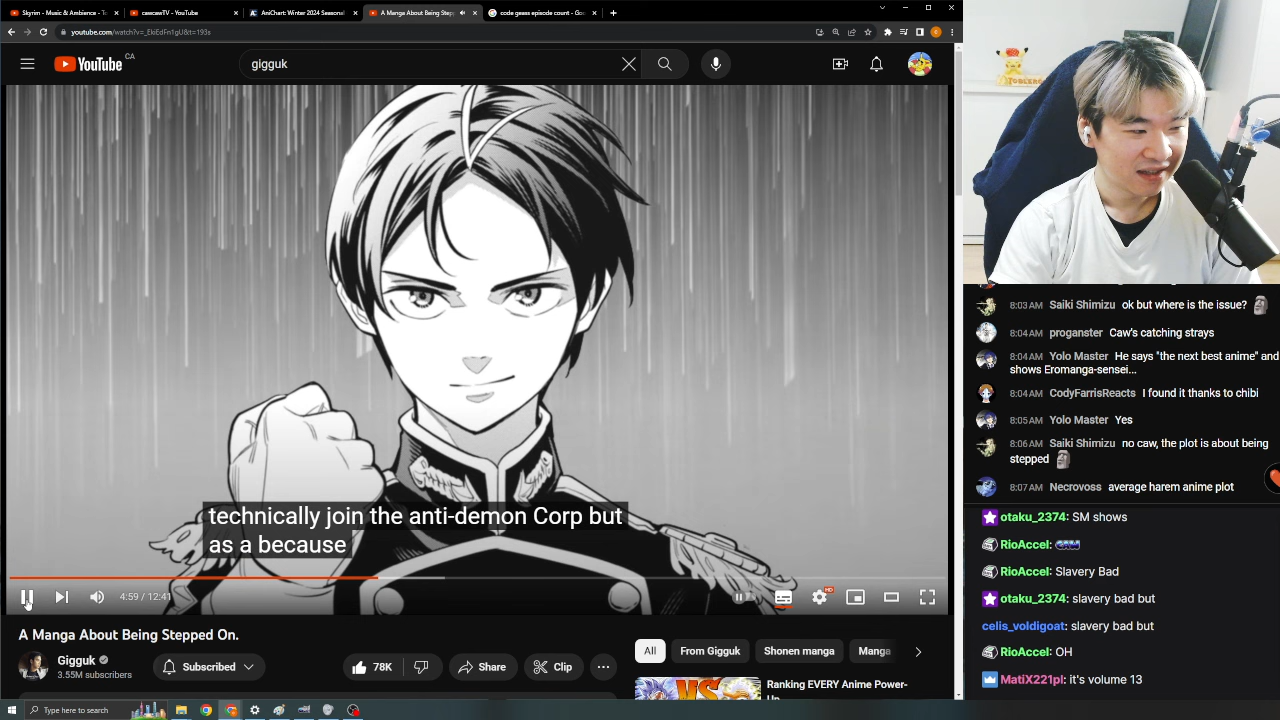 Skyrim - Music & Ambience - T
cawcawTV - YouTube
AniChart: Winter 2024 Seasonal
A Manga About Being Stepp
code geass episode count - Goo
youtube.com/watch?v=_EkiEdFn1gU&t=193s
YouTube CA
gigguk
technically join the anti-demon Corp but
as a because
4:59 / 12:41
HD
A Manga About Being Stepped On.
Gigguk
3.55M subscribers
Subscribed
78K
Share
Clip
All
From Gigguk
Shonen manga
Manga
VS
Ranking EVERY Anime Power-
Up
Type here to search
8:03 AM Saiki Shimizu ok but where is the issue?
8:04 AM proganster Caw's catching strays
8:04 AM Yolo Master He says "the next best anime" and
shows Eromanga-sensei...
8:04 AM CodyFarrisReacts I found it thanks to chibi
8:05 AM Yolo Master Yes
8:06 AM Saiki Shimizu no caw, the plot is about being
stepped
8:07 AM Necrovoss average harem anime plot
otaku_2374: SM shows
RioAccel:
RioAccel: Slavery Bad
otaku_2374: slavery bad but
celis_voldigoat: slavery bad but
RioAccel: OH
MatiX221pl: it's volume 13